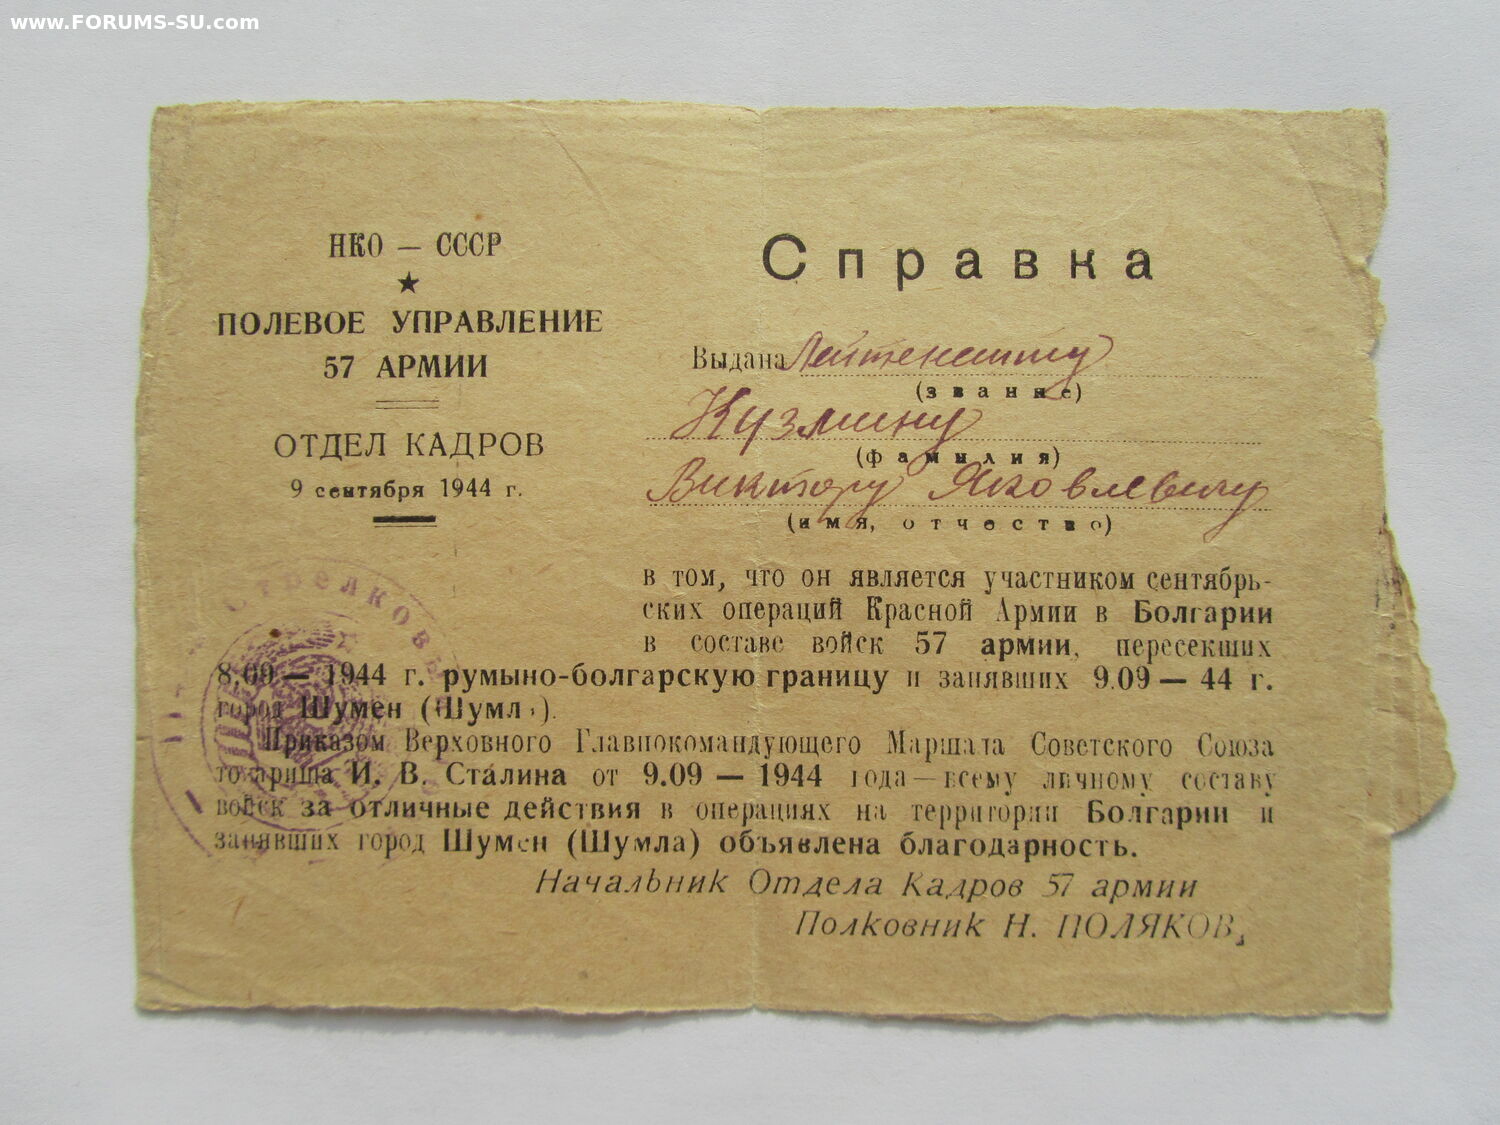 www.FORUMS-SU.com
НКО — СССР
★
ПОЛЕВОЕ УПРАВЛЕНИЕ
57 АРМИИ
ОТДЕЛ КАДРОВ
9 сентября 1944 г.
Справка
Выдана Лейтенанту
(звание)
Кузмину
(фамилия)
Виктору Яковлевичу
(имя, отчество)
в том, что он является участником сентябрь-
ских операций Красной Армии в Болгарии
в составе войск 57 армии, пересекших
8.09 — 1944 г. румыно-болгарскую границу и занявших 9.09 — 44 г.
город Шумен (Шумла).
Приказом Верховного Главнокомандующего Маршала Советского Союза
товарища И. В. Сталина от 9.09 — 1944 года — всему личному составу
войск за отличные действия в операциях на территории Болгарии и
занявших город Шумен (Шумла) объявлена благодарность.
Начальник Отдела Кадров 57 армии
Полковник Н. ПОЛЯКОВ